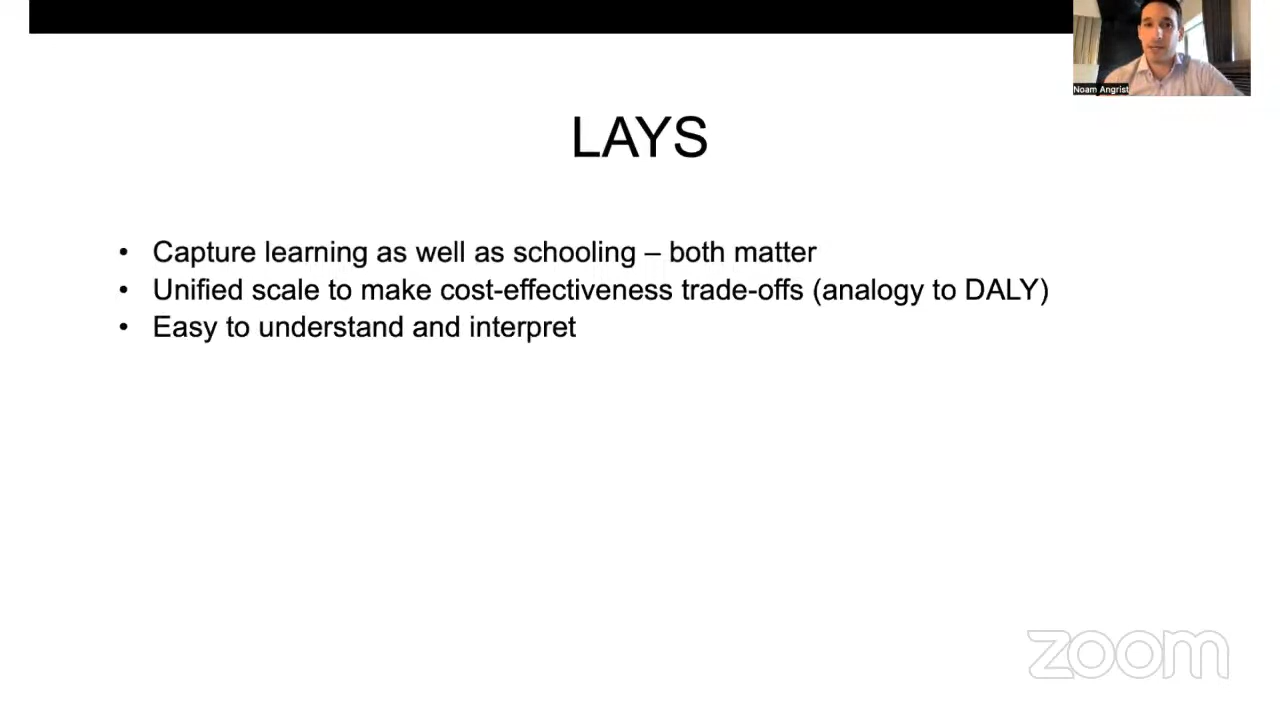 Noam Angrist
LAYS
• Capture learning as well as schooling – both matter
• Unified scale to make cost-effectiveness trade-offs (analogy to DALY)
• Easy to understand and interpret
zoom